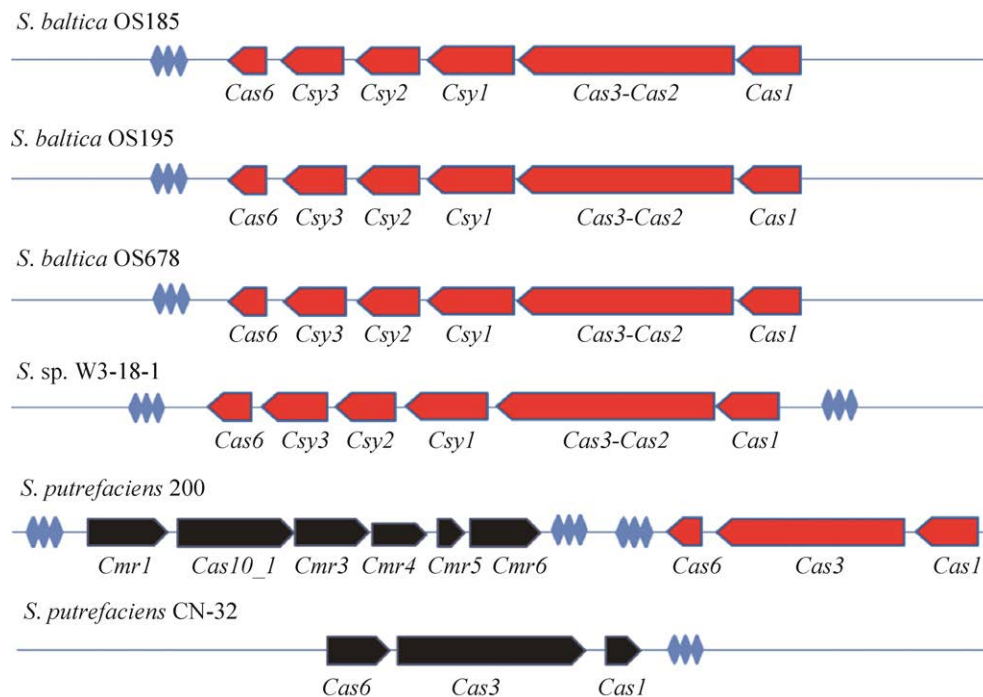 S. baltica OS185
Cas6 Csy3 Csy2 Csy1 Cas3-Cas2 Cas1
S. baltica OS195
Cas6 Csy3 Csy2 Csy1 Cas3-Cas2 Cas1
S. baltica OS678
Cas6 Csy3 Csy2 Csy1 Cas3-Cas2 Cas1
S. sp. W3-18-1
Cas6 Csy3 Csy2 Csy1 Cas3-Cas2 Cas1
S. putrefaciens 200
Cmr1 Cas10_1 Cmr3 Cmr4 Cmr5 Cmr6 Cas6 Cas3 Cas1
S. putrefaciens CN-32
Cas6 Cas3 Cas1